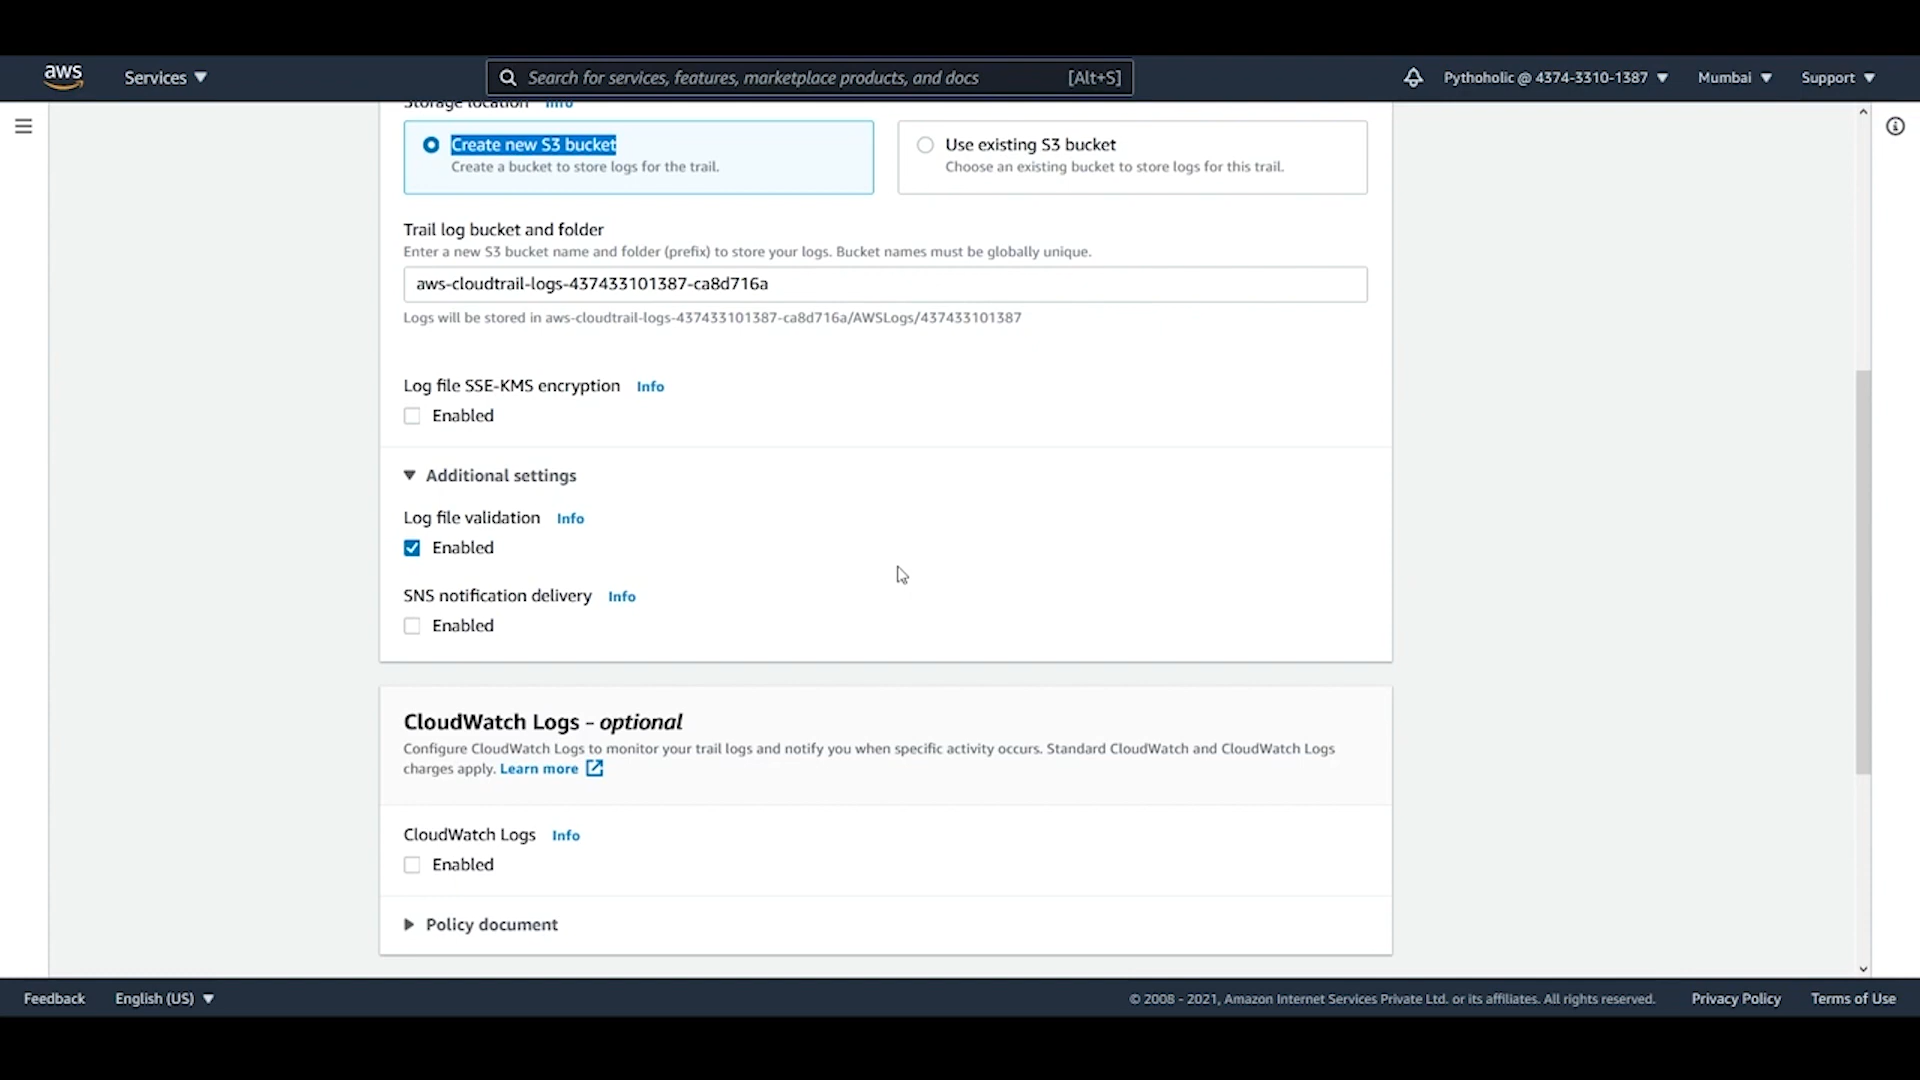 aws
Services
Search for services, features, marketplace products, and docs
[Alt+S]
Pythoholic @ 4374-3310-1387
Mumbai
Support
Storage location Info
Create new S3 bucket
Create a bucket to store logs for the trail.
Use existing S3 bucket
Choose an existing bucket to store logs for this trail.
Trail log bucket and folder
Enter a new S3 bucket name and folder (prefix) to store your logs. Bucket names must be globally unique.
aws-cloudtrail-logs-437433101387-ca8d716a
Logs will be stored in aws-cloudtrail-logs-437433101387-ca8d716a/AWSLogs/437433101387
Log file SSE-KMS encryption Info
Enabled
Additional settings
Log file validation Info
Enabled
SNS notification delivery Info
Enabled
CloudWatch Logs - optional
Configure CloudWatch Logs to monitor your trail logs and notify you when specific activity occurs. Standard CloudWatch and CloudWatch Logs
charges apply. Learn more
CloudWatch Logs Info
Enabled
Policy document
Feedback
English (US)
© 2008 - 2021, Amazon Internet Services Private Ltd. or its affiliates. All rights reserved.
Privacy Policy
Terms of Use